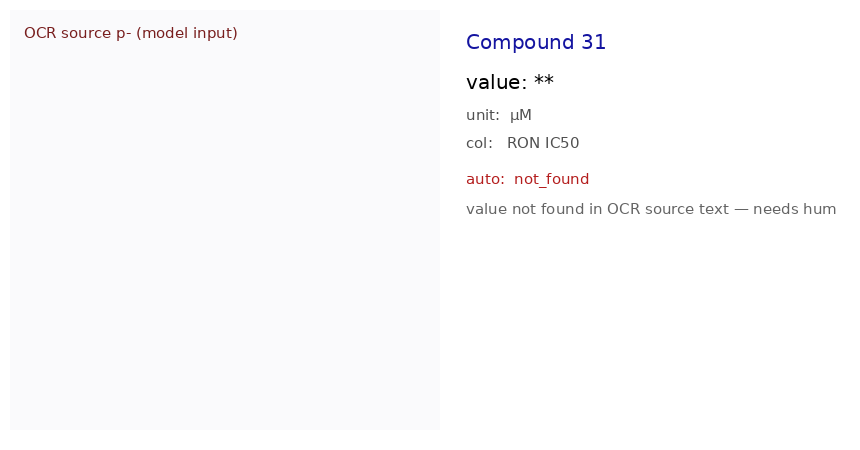 OCR source p- (model input)
Compound 31
value: **
unit: µM
col: RON IC50
auto: not_found
value not found in OCR source text — needs hum